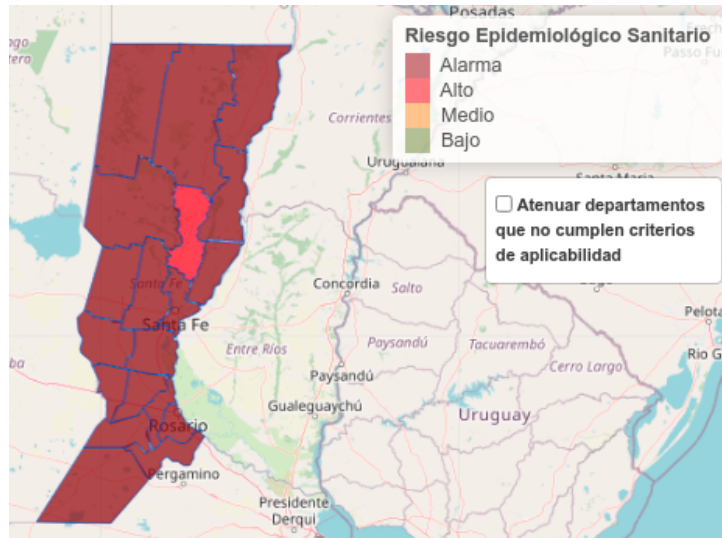 Posadas
Riesgo Epidemiológico Sanitario
Alarma
Alto
Medio
Bajo
Passo Fu
Corrientes
Uruguaiana
Santa Maria
Atenuar departamentos
que no cumplen criterios
de aplicabilidad
Santa Fe
Concordia
Salto
Santa Fe
Pelota
Entre Ríos
Paysandú
Tacuarembó
Rio G
Cerro Largo
Paysandú
Gualeguaychú
Uruguay
Rosario
Pergamino
Presidente
Derqui